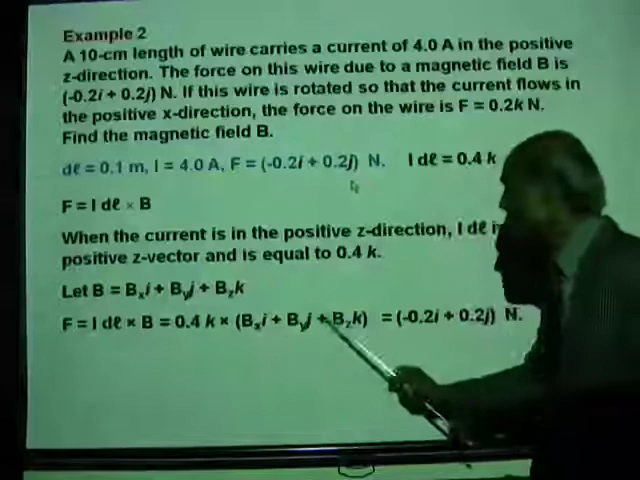 Example 2
A 10-cm length of wire carries a current of 4.0 A in the positive
z-direction. The force on this wire due to a magnetic field B is
(-0.2i + 0.2j) N. If this wire is rotated so that the current flows in
the positive x-direction, the force on the wire is F = 0.2k N.
Find the magnetic field B.
dℓ = 0.1 m, I = 4.0 A, F = (-0.2i + 0.2j) N. I dℓ = 0.4 k
F = I dℓ × B
When the current is in the positive z-direction, I dℓ
positive z-vector and is equal to 0.4 k.
Let B = Bₓi + Bᵧj + B_zk
F = I dℓ × B = 0.4 k × (Bₓi + Bᵧj + B_zk) = (-0.2i + 0.2j) N.